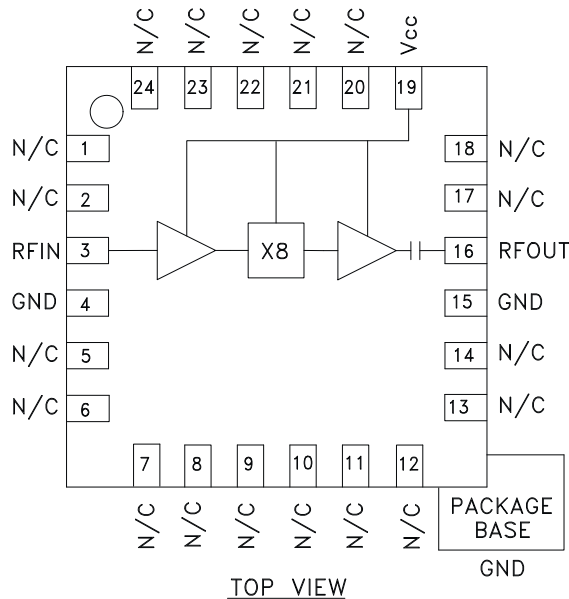 N/C N/C N/C N/C N/C Vcc
24 23 22 21 20 19
N/C 1 18 N/C
N/C 2 17 N/C
RFIN 3 X8 16 RFOUT
GND 4 15 GND
N/C 5 14 N/C
N/C 6 13 N/C
7 8 9 10 11 12
N/C N/C N/C N/C N/C N/C
PACKAGE
BASE
GND
TOP VIEW